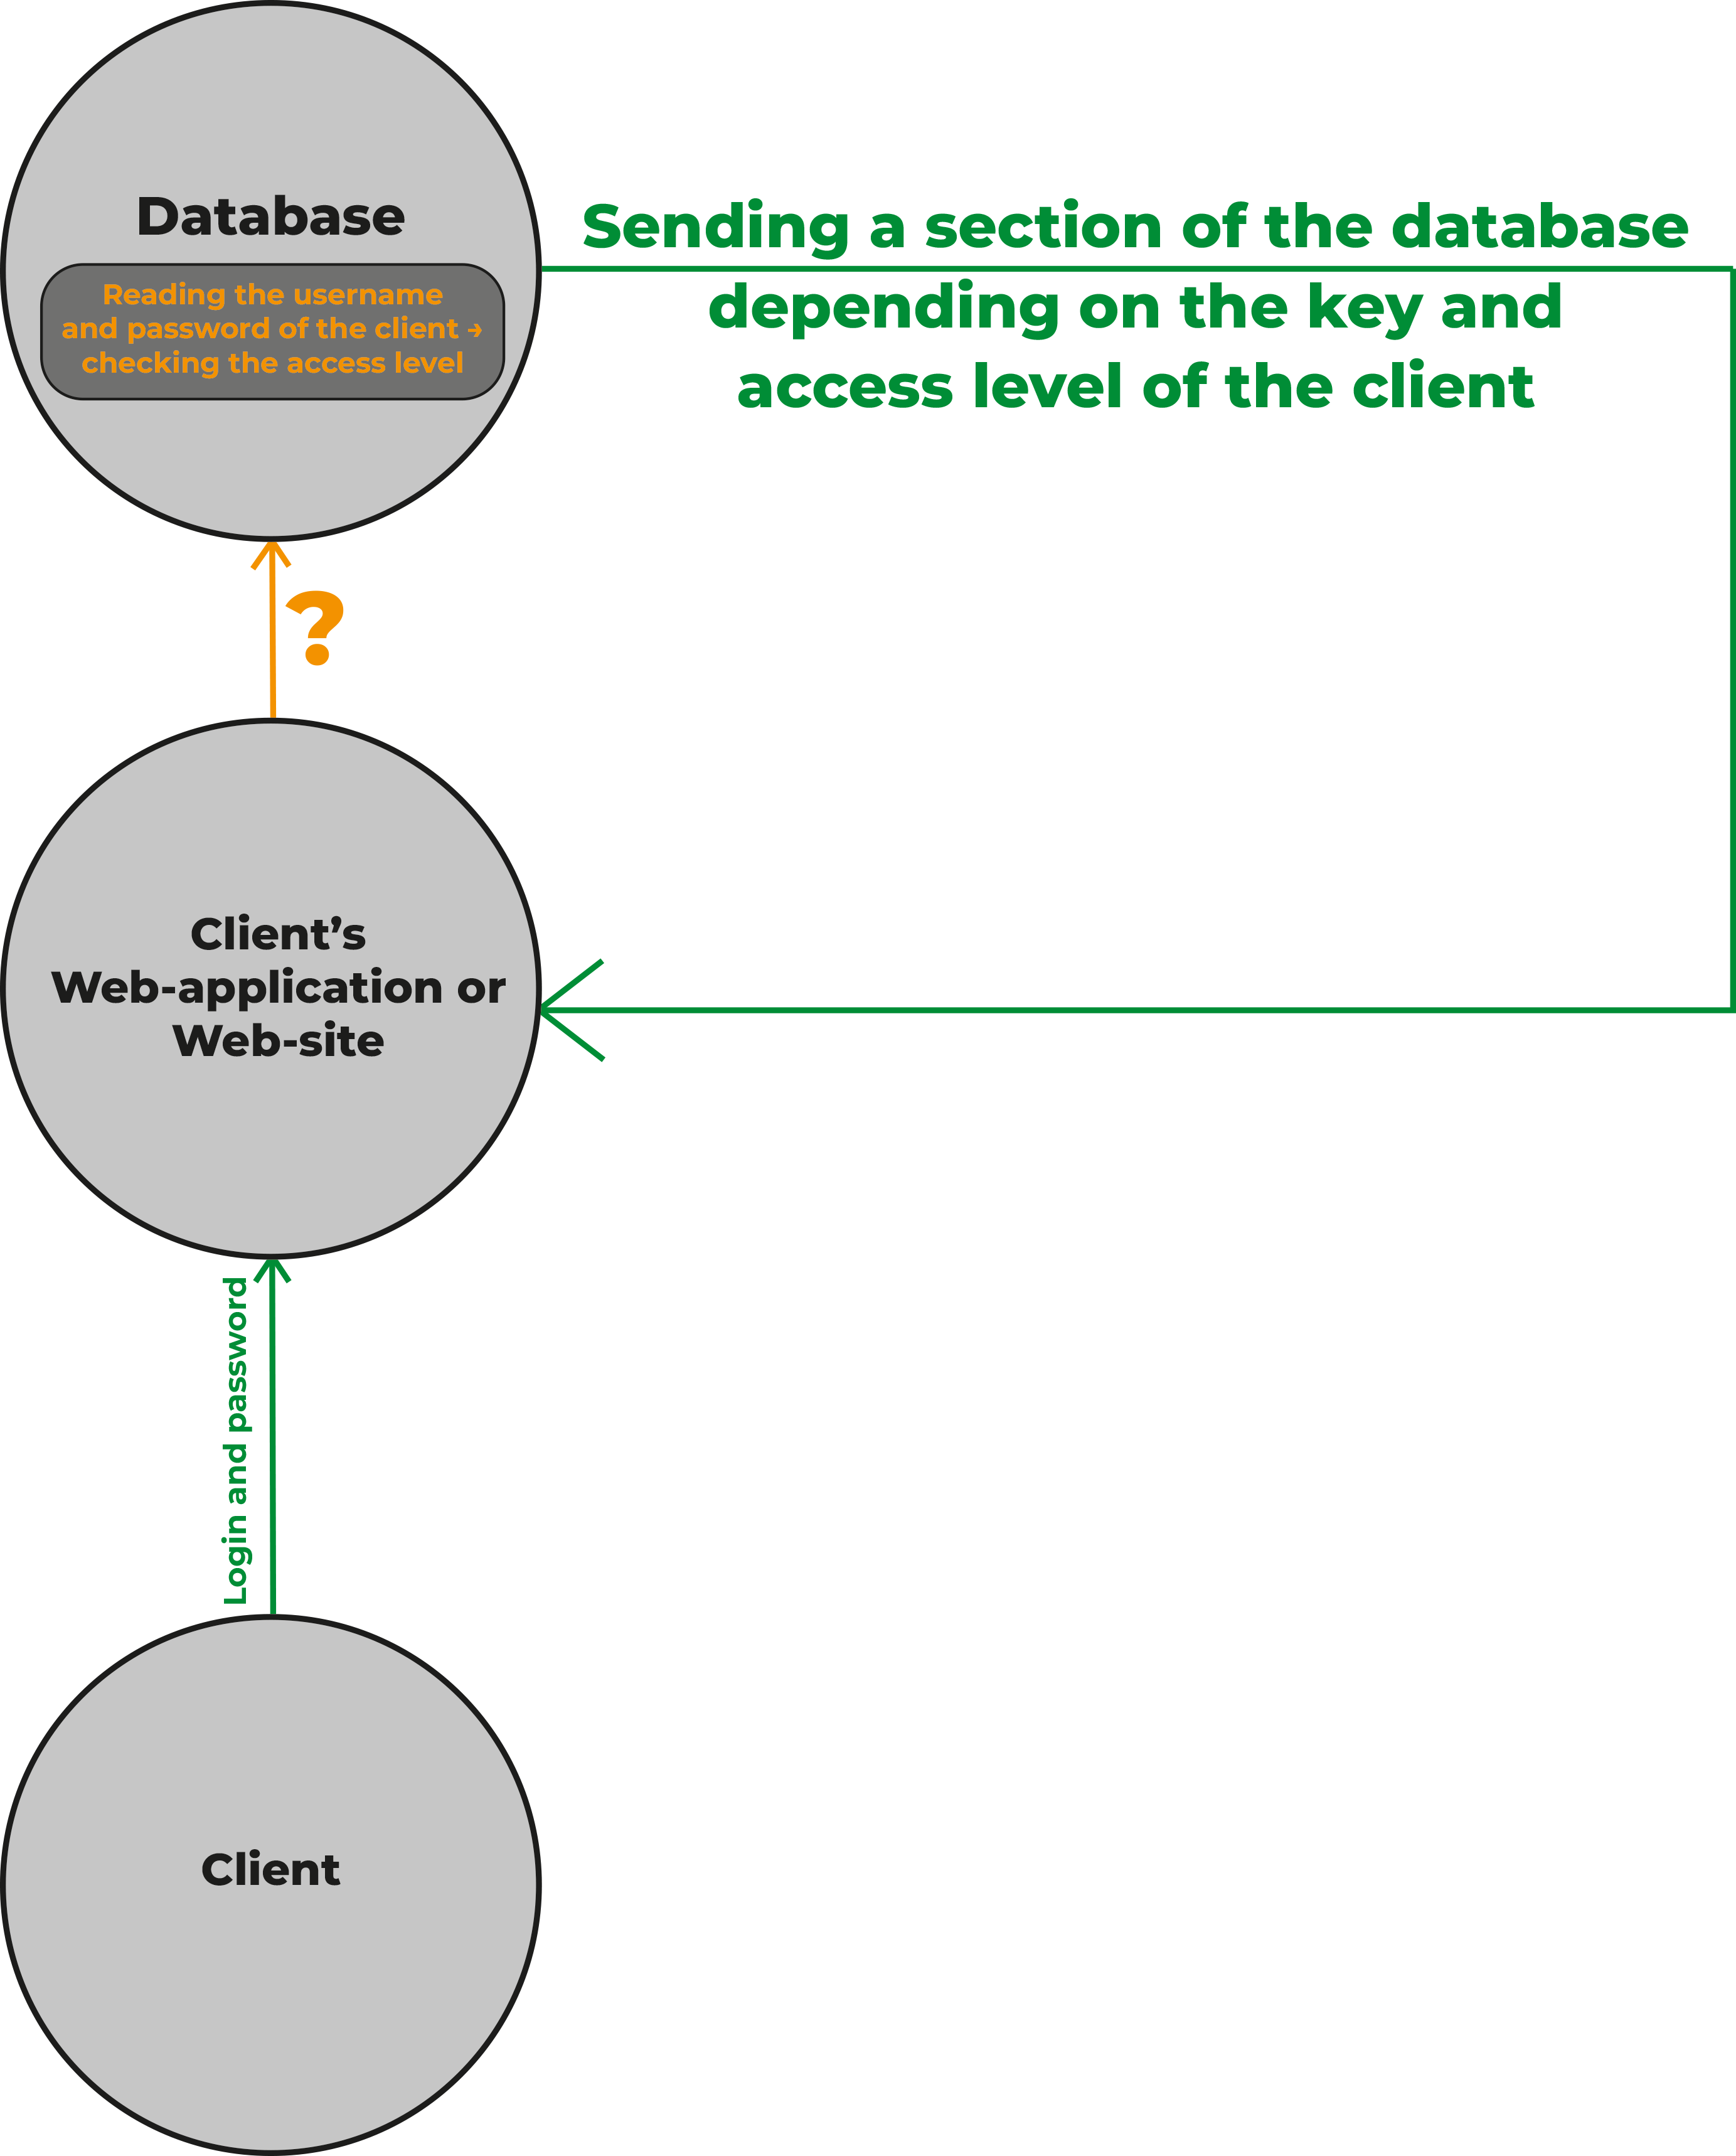 Database
Reading the username
and password of the client →
checking the access level
Sending a section of the database
depending on the key and
access level of the client
?
Client’s
Web-application or
Web-site
Login and password
Client